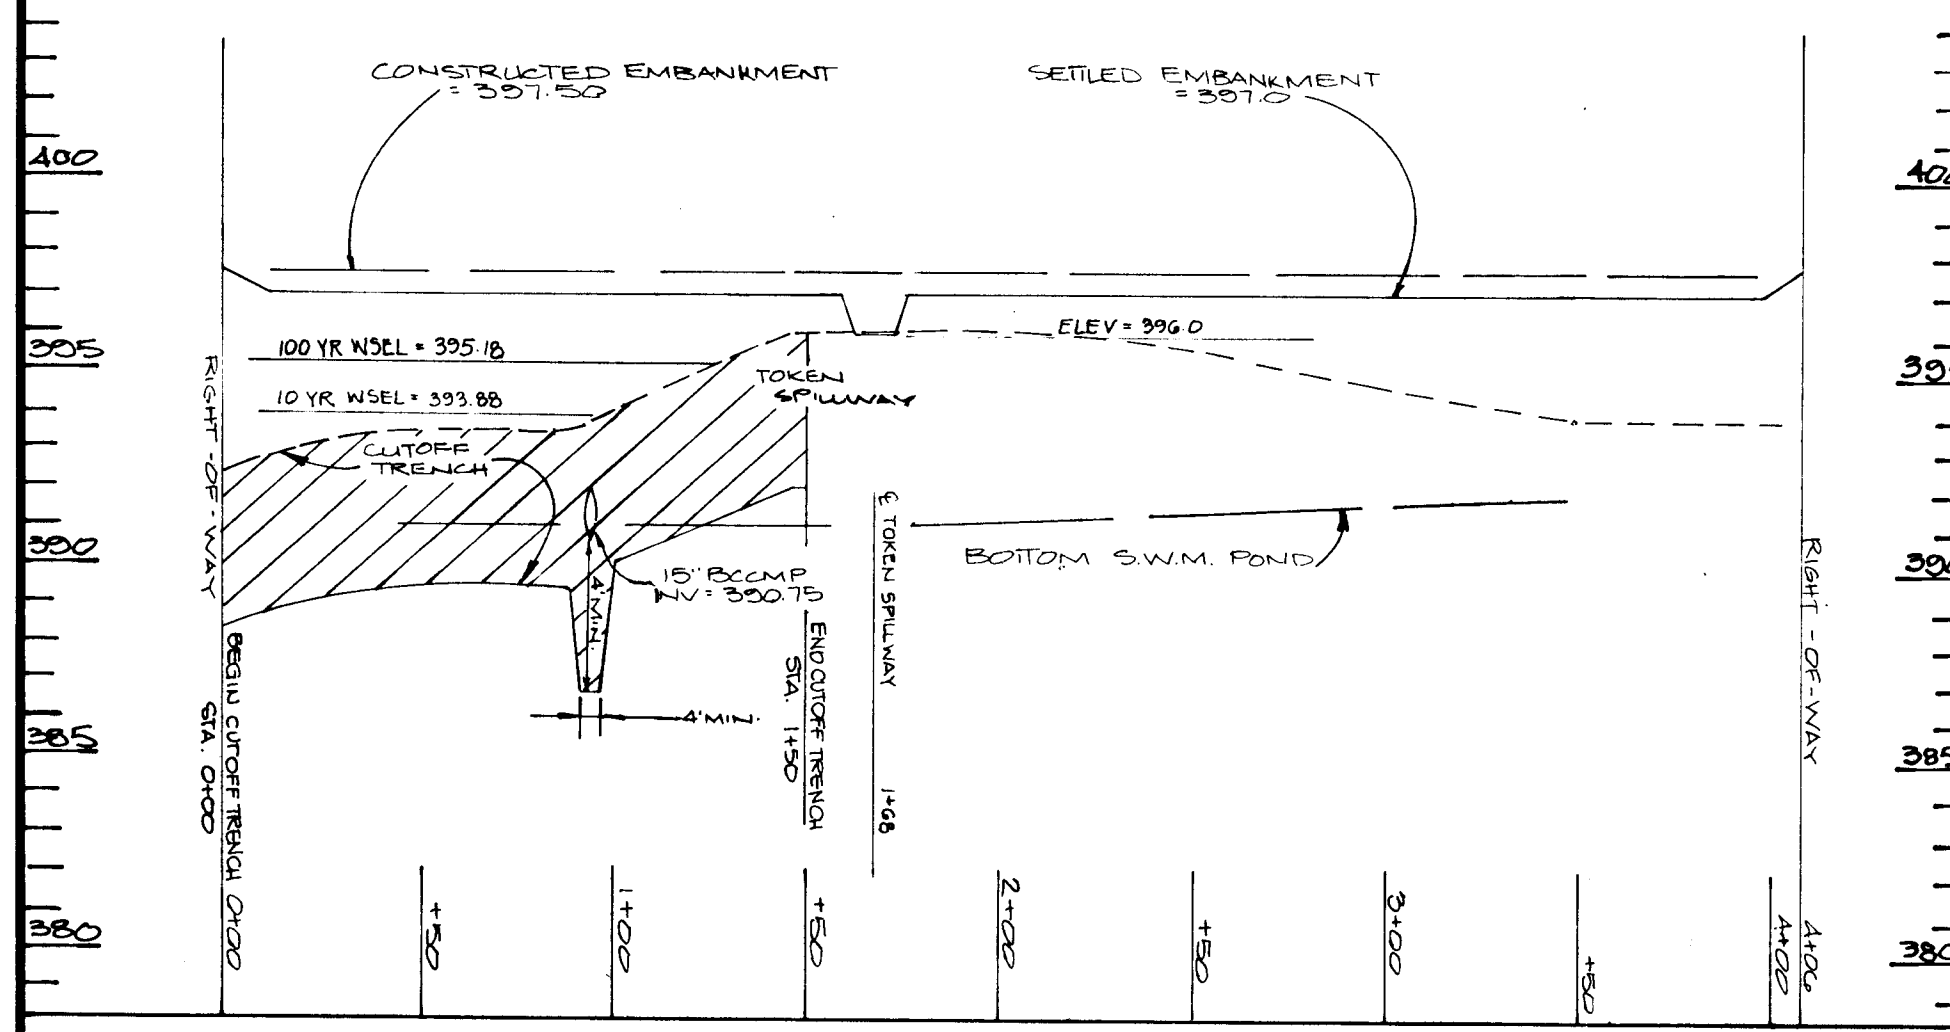 CONSTRUCTED EMBANKMENT
= 397.50
SETTLED EMBANKMENT
= 397.0
400
395
390
385
380
100 YR WSEL = 395.18
10 YR WSEL = 393.88
ELEV = 396.0
TOKEN
SPILLWAY
CUTOFF
TRENCH
RIGHT-OF-WAY
BEGIN CUTOFF TRENCH 0+00
STA. 0+00
4' MIN.
15" BCCMP
INV = 390.75
4' MIN.
END CUTOFF TRENCH
STA. 1+50
℄ TOKEN SPILLWAY 1+68
BOTTOM S.W.M. POND
RIGHT-OF-WAY
+50
1+00
+50
2+00
+50
3+00
+50
4+00
4+06
400
395
390
385
380